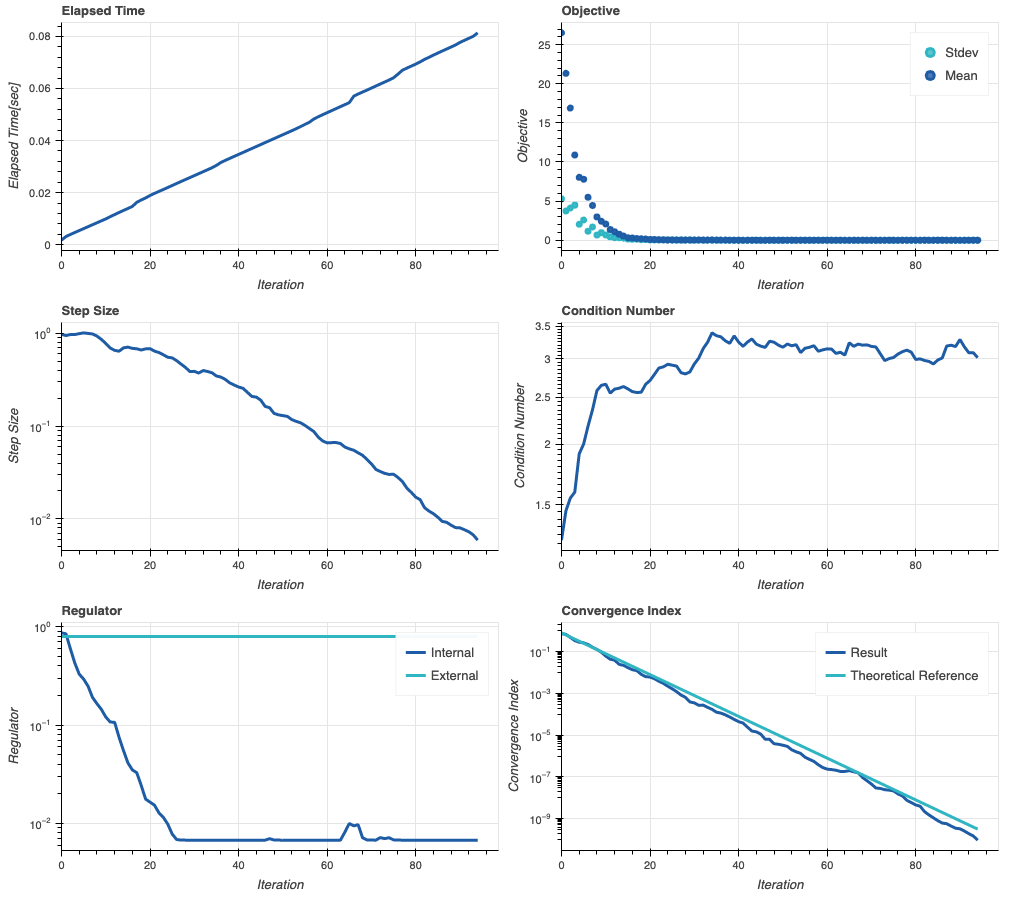 Elapsed Time
Elapsed Time[sec]
0.08
0.06
0.04
0.02
0
0 20 40 60 80
Iteration
Objective
Objective
25
20
15
10
5
0
Stdev
Mean
0 20 40 60 80
Iteration
Step Size
Step Size
10⁰
10⁻¹
10⁻²
0 20 40 60 80
Iteration
Condition Number
Condition Number
3.5
3
2.5
2
1.5
0 20 40 60 80
Iteration
Regulator
Regulator
10⁰
10⁻¹
10⁻²
Internal
External
0 20 40 60 80
Iteration
Convergence Index
Convergence Index
10⁻¹
10⁻³
10⁻⁵
10⁻⁷
10⁻⁹
Result
Theoretical Reference
0 20 40 60 80
Iteration